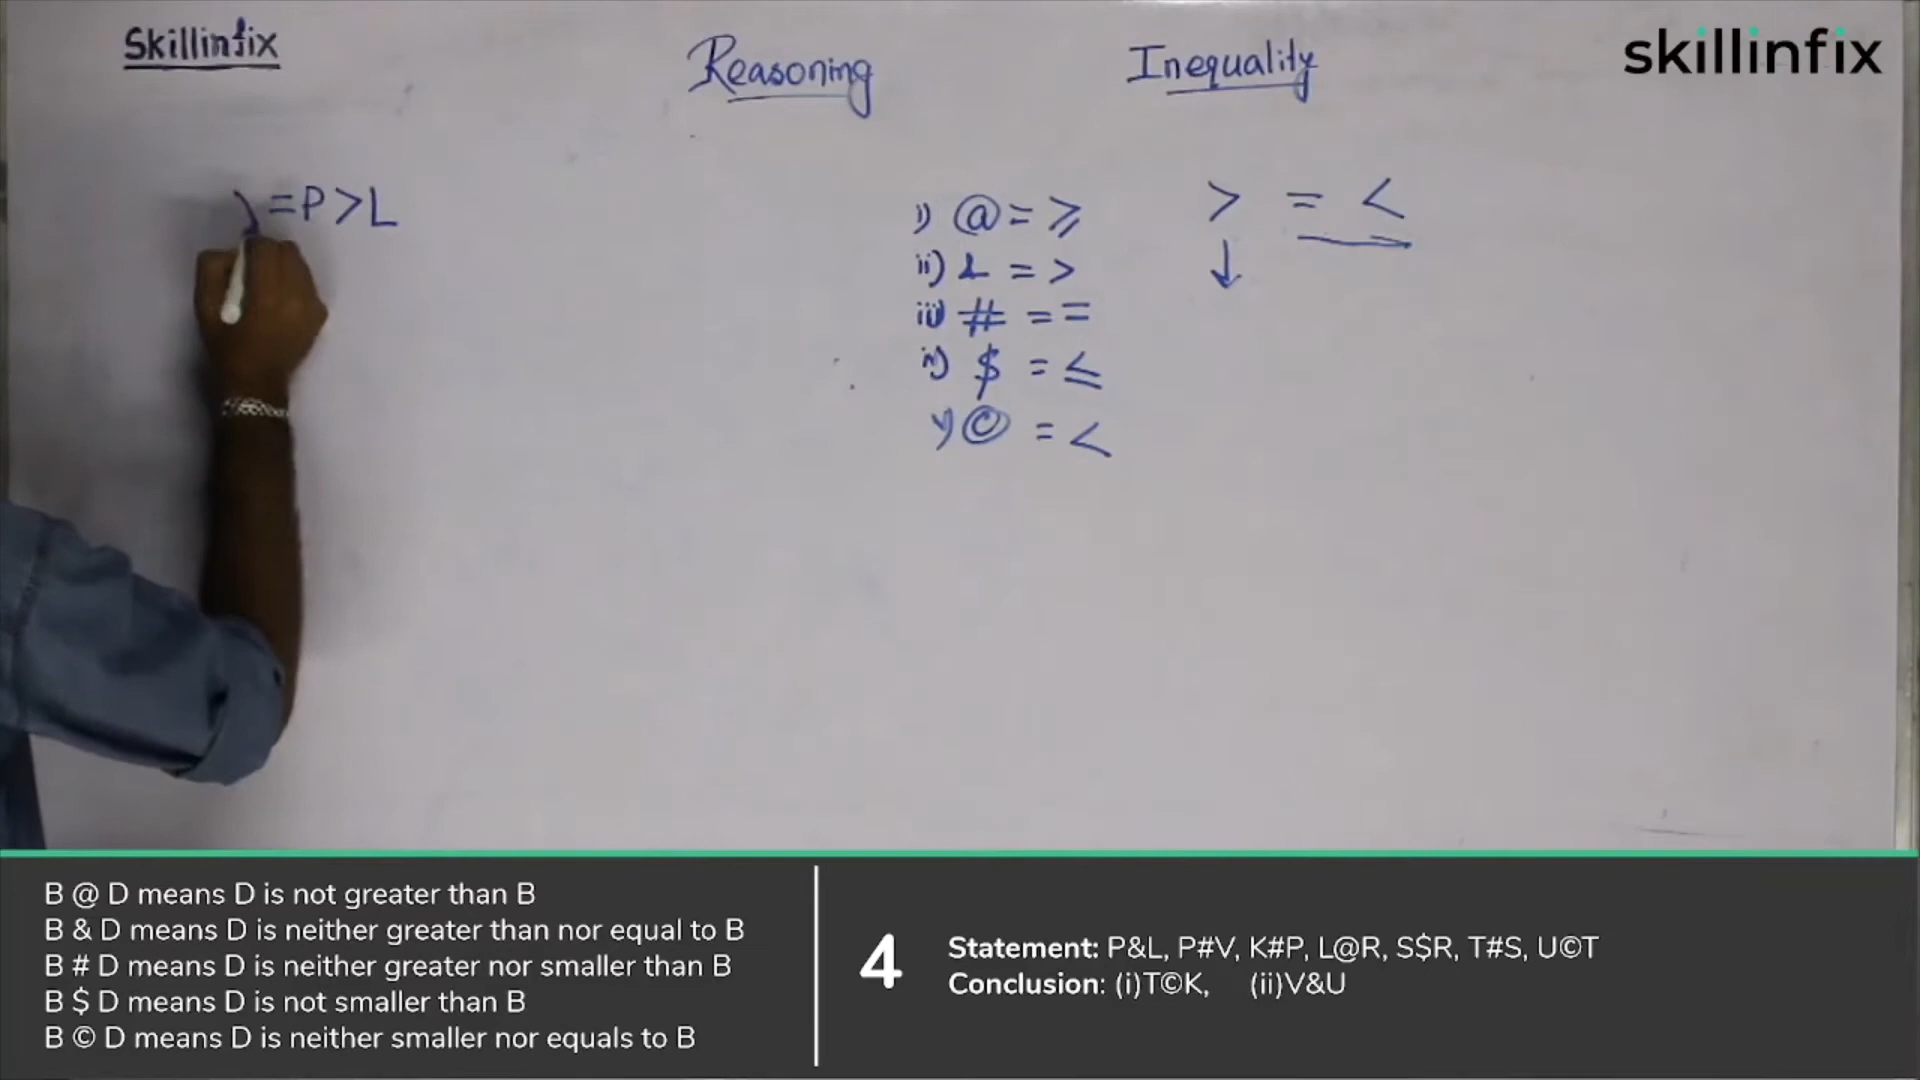 Skillinfix
Reasoning
Inequality
skillinfix
=P>L
i) @ = ≥
ii) & = >
iii) # = =
iv) $ = ≤
v) © = <
> = <
↓
B @ D means D is not greater than B
B & D means D is neither greater than nor equal to B
B # D means D is neither greater nor smaller than B
B $ D means D is not smaller than B
B © D means D is neither smaller nor equals to B
4
Statement: P&L, P#V, K#P, L@R, S$R, T#S, U©T
Conclusion: (i)T©K, (ii)V&U